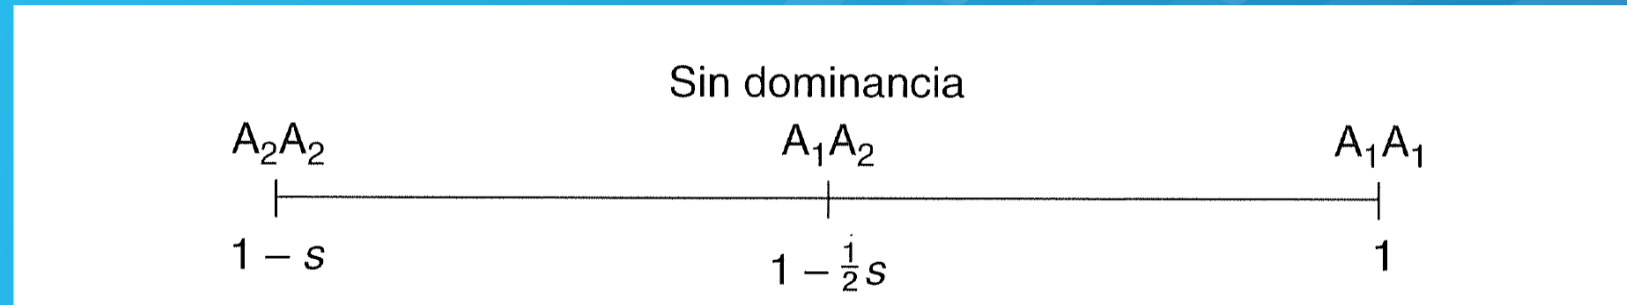 Sin dominancia
A₂A₂ A₁A₂ A₁A₁
1 – s 1 – ½s 1